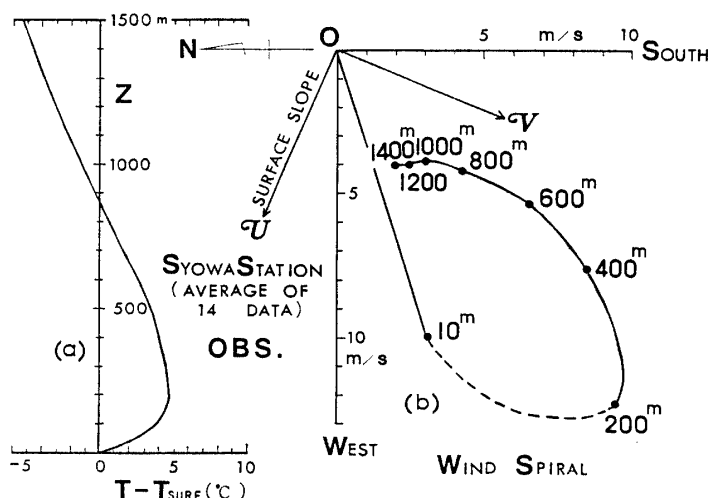 1500 m
Z
1000
500
(a)
-5 0 5 10
T-TSURF (°C)
N
O
5 10
m/s
SOUTH
SURFACE SLOPE
U
V
1400m
1200
1000m
800m
600m
400m
200m
10m
5
10
m/s
WEST
SYOWA STATION
(AVERAGE OF
14 DATA)
OBS.
(b)
WIND SPIRAL